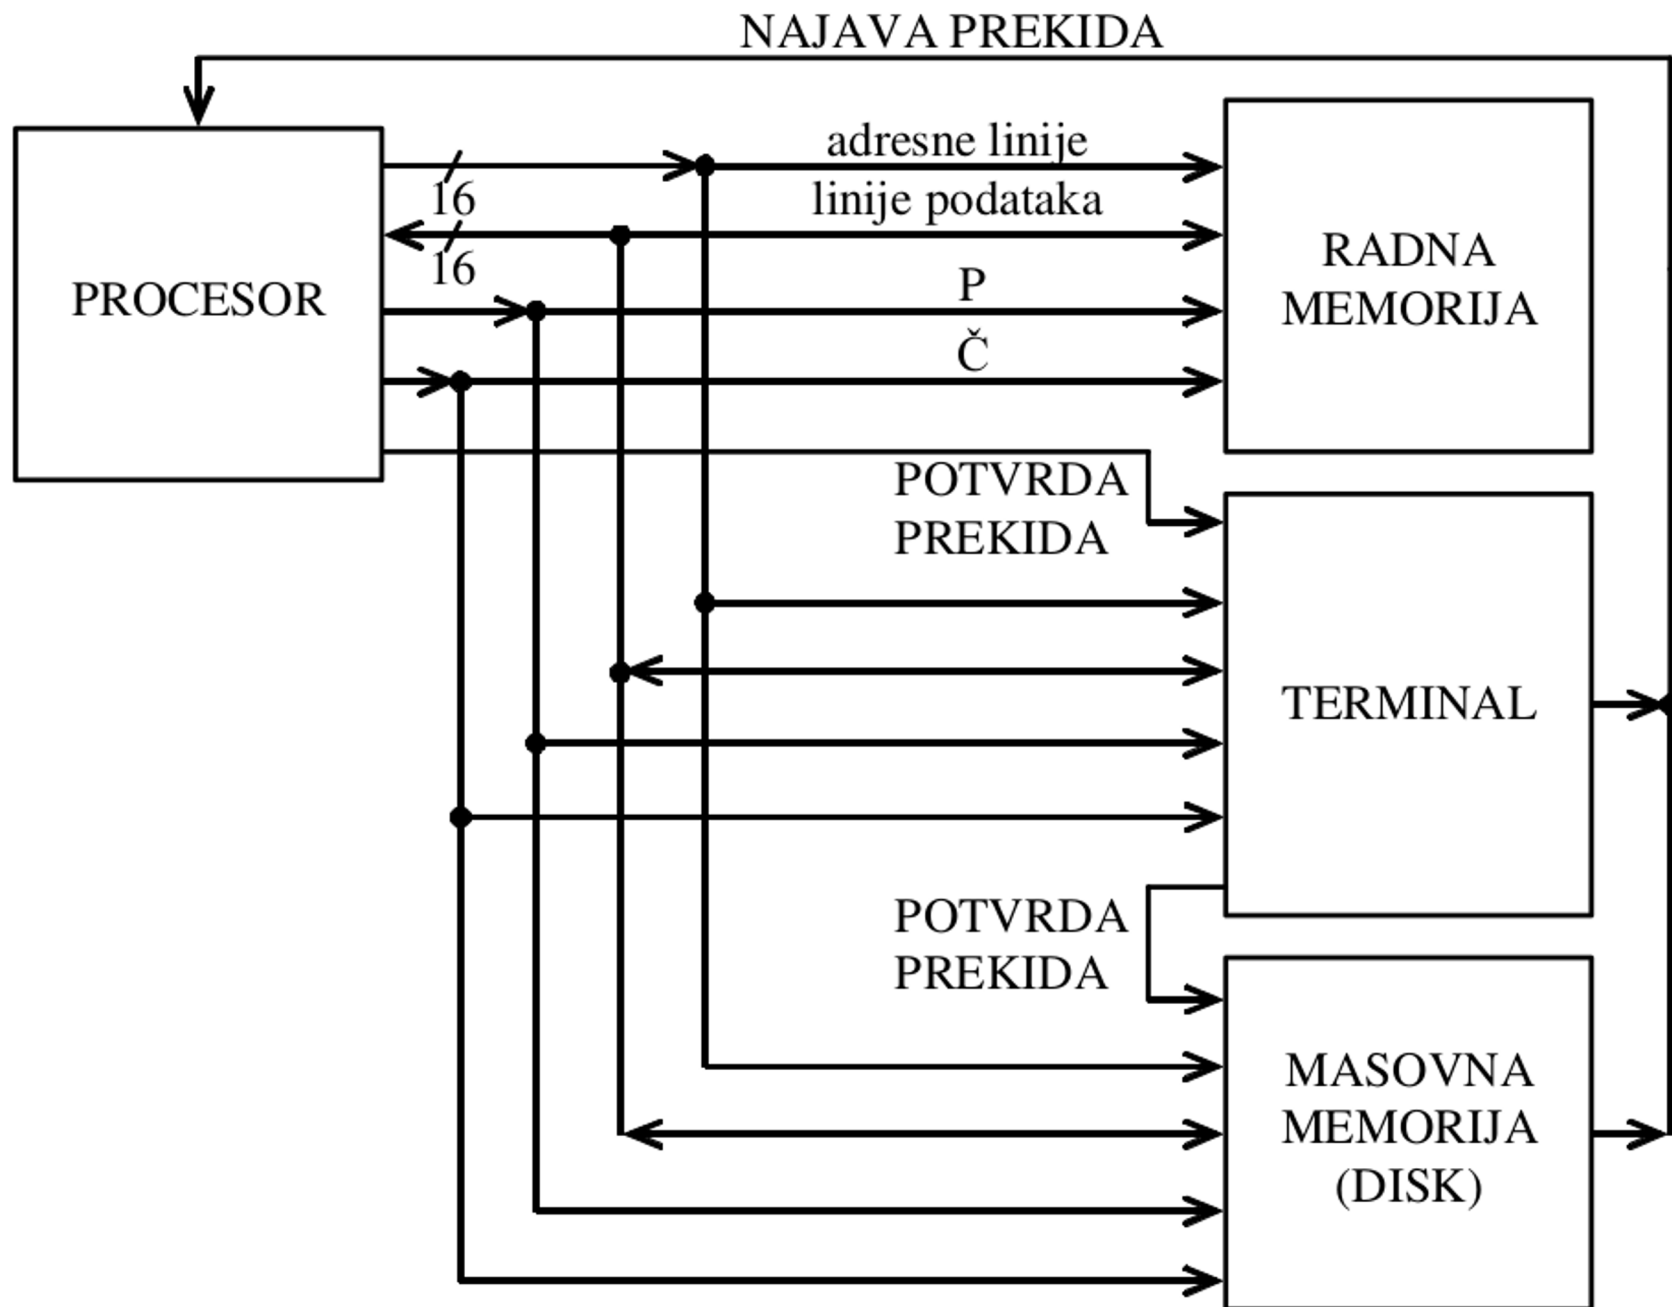 NAJAVA PREKIDA
PROCESOR
16
16
adresne linije
linije podataka
P
Č
RADNA
MEMORIJA
POTVRDA
PREKIDA
TERMINAL
POTVRDA
PREKIDA
MASOVNA
MEMORIJA
(DISK)